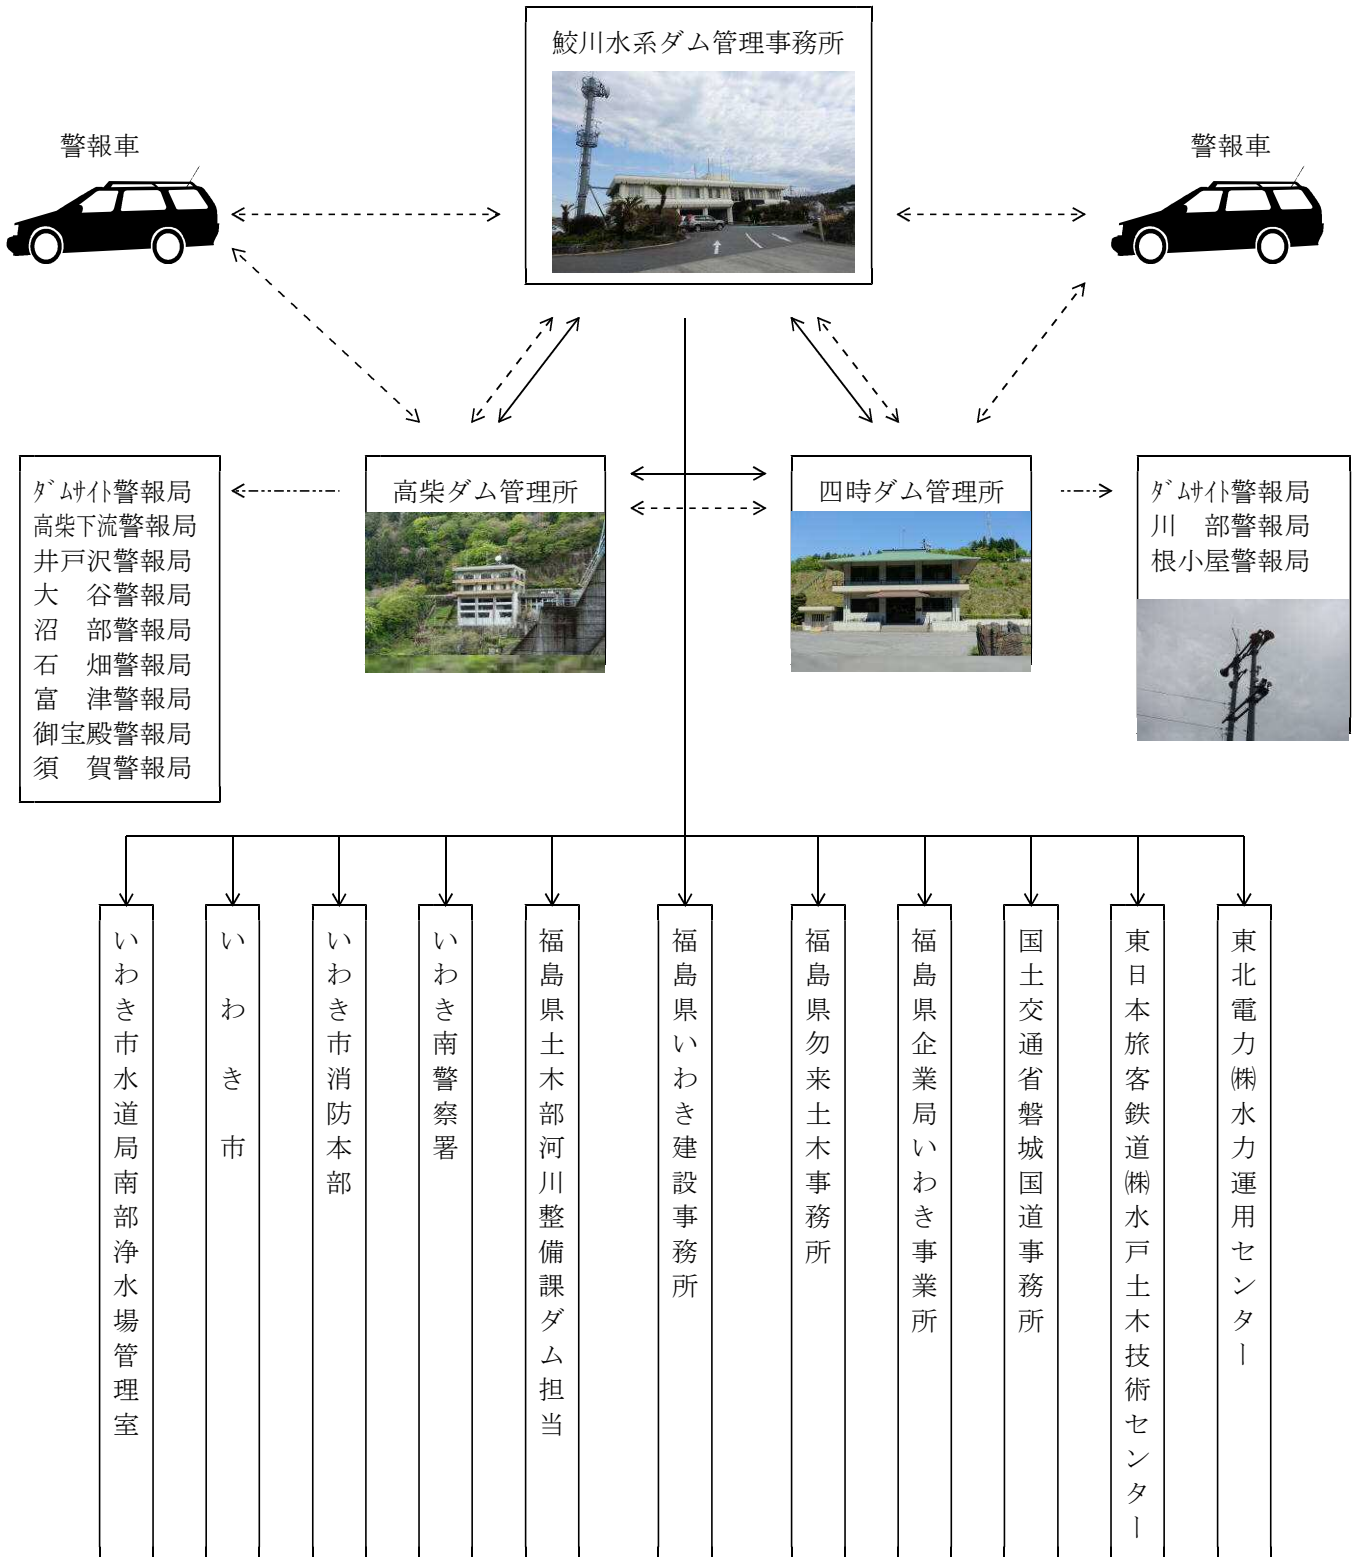 鮫川水系ダム管理事務所
警報車
警報車
高柴ダム管理所
四時ダム管理所
ﾀﾞﾑｻｲﾄ警報局
高柴下流警報局
井戸沢警報局
大　谷警報局
沼　部警報局
石　畑警報局
富　津警報局
御宝殿警報局
須　賀警報局
ﾀﾞﾑｻｲﾄ警報局
川　部警報局
根小屋警報局
いわき市水道局南部浄水場管理室
い　わ　き　市
いわき市消防本部
いわき南警察署
福島県土木部河川整備課ダム担当
福島県いわき建設事務所
福島県勿来土木事務所
福島県企業局いわき事業所
国土交通省磐城国道事務所
東日本旅客鉄道㈱水戸土木技術センター
東北電力㈱水力運用センター